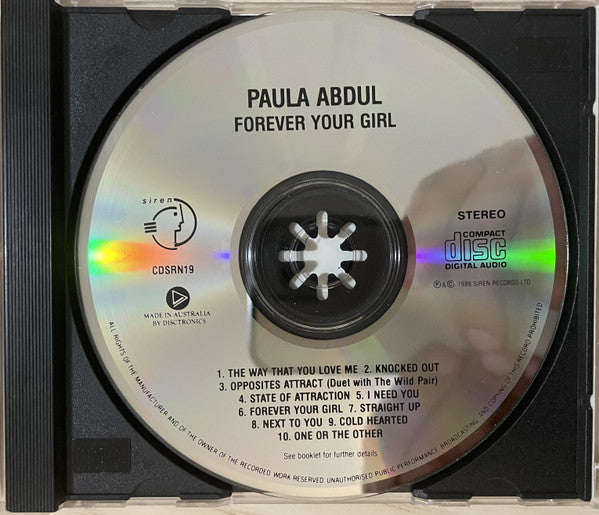 PAULA ABDUL
FOREVER YOUR GIRL
siren
CDSRN19
MADE IN AUSTRALIA
BY DISCTRONICS
STEREO
COMPACT
disc
DIGITAL AUDIO
℗ & © 1988 SIREN RECORDS LTD
1. THE WAY THAT YOU LOVE ME 2. KNOCKED OUT
3. OPPOSITES ATTRACT (Duet with The Wild Pair)
4. STATE OF ATTRACTION 5. I NEED YOU
6. FOREVER YOUR GIRL 7. STRAIGHT UP
8. NEXT TO YOU 9. COLD HEARTED
10. ONE OR THE OTHER
See booklet for further details
ALL RIGHTS OF THE MANUFACTURER AND OF THE OWNER OF THE RECORDED WORK RESERVED UNAUTHORISED PUBLIC PERFORMANCE, BROADCASTING AND COPYING OF THIS RECORD PROHIBITED